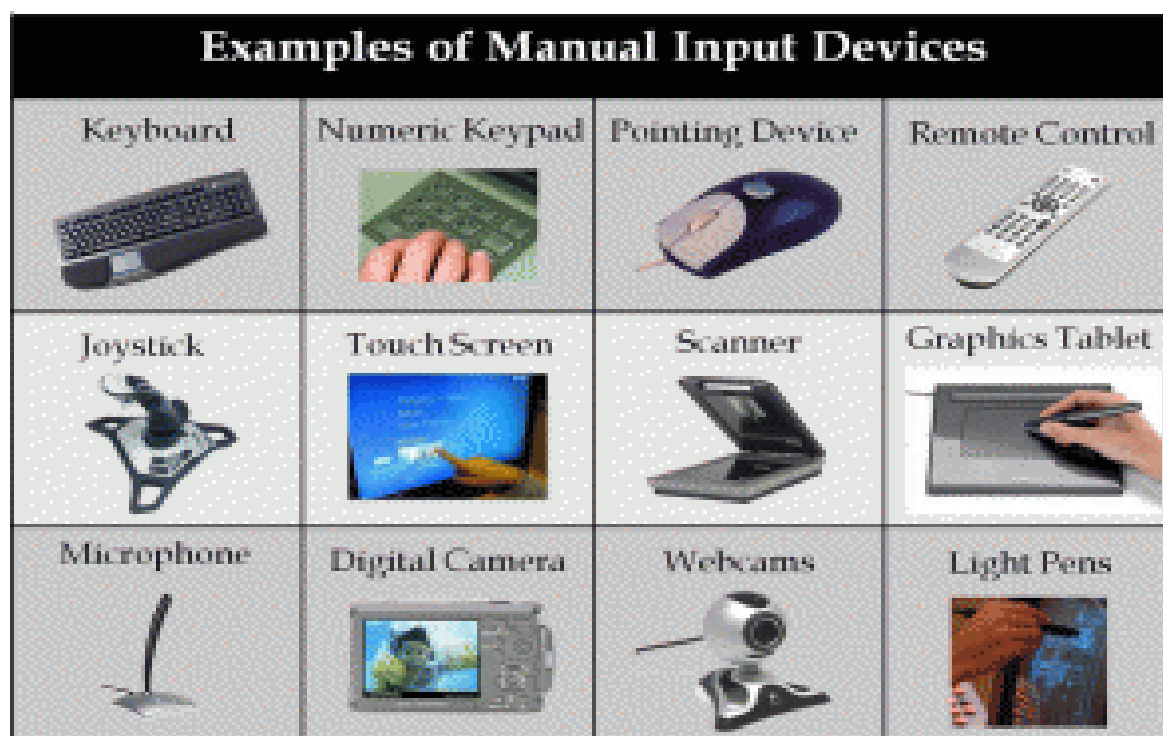 Examples of Manual Input Devices
Keyboard
Numeric Keypad
Pointing Device
Remote Control
Joystick
Touch Screen
Scanner
Graphics Tablet
Microphone
Digital Camera
Webcams
Light Pens